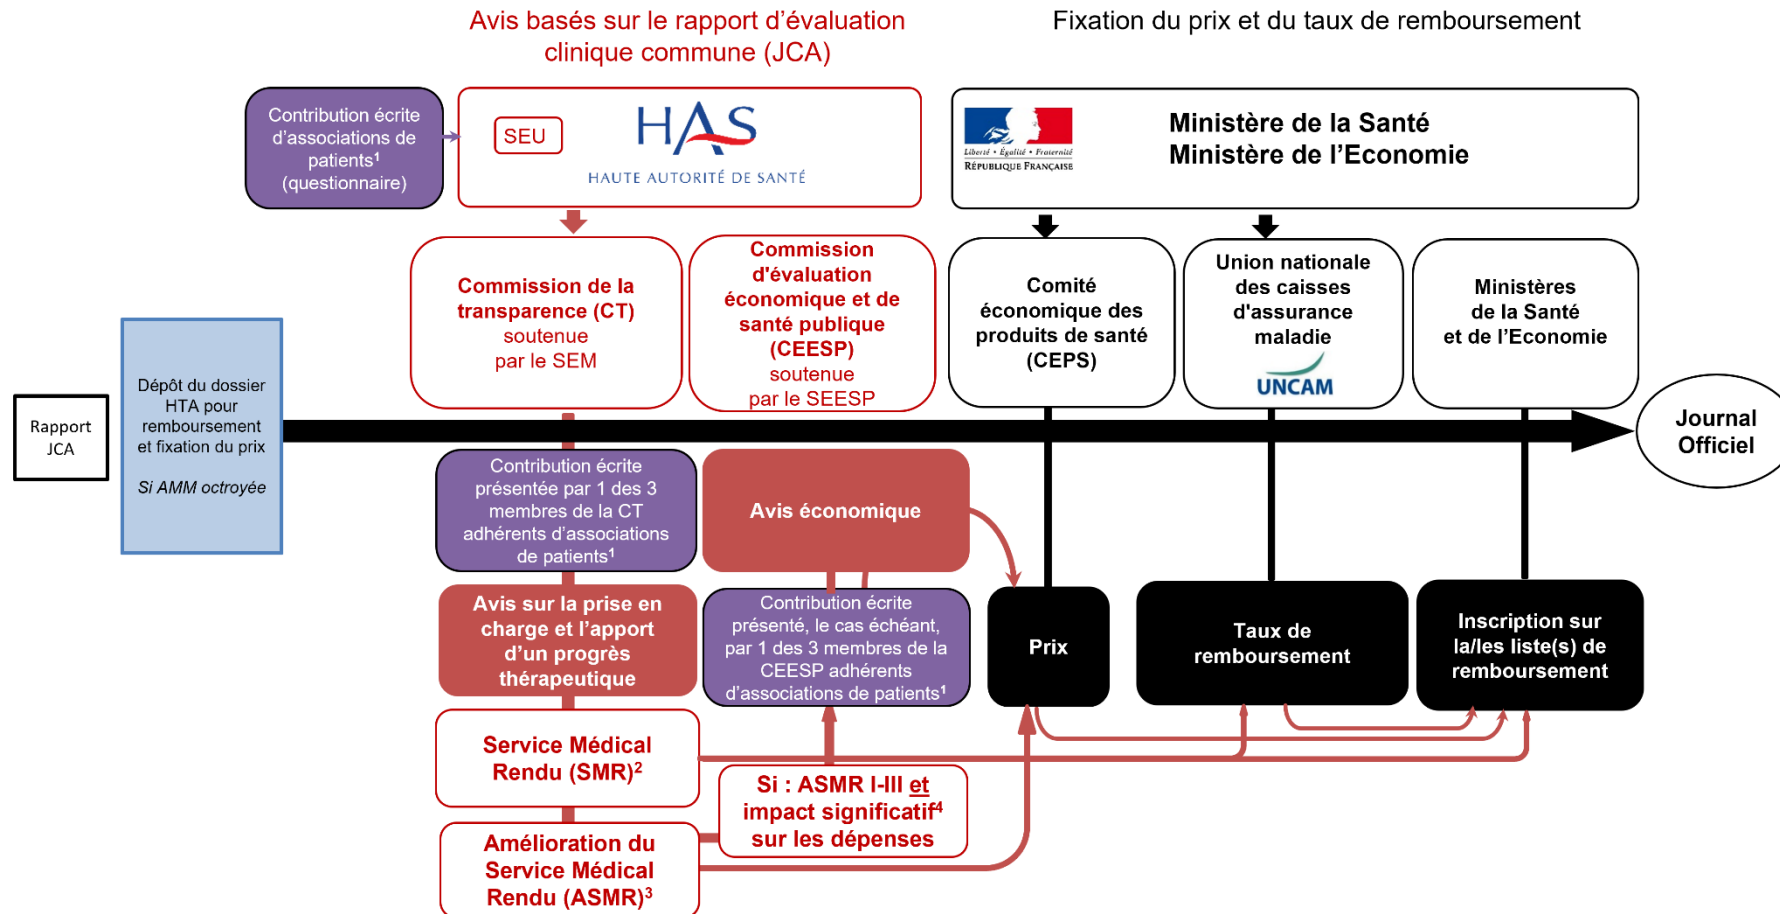 Avis basés sur le rapport d’évaluation
clinique commune (JCA)
Fixation du prix et du taux de remboursement
Contribution écrite
d’associations de
patients¹
(questionnaire)
SEU
HAS
HAUTE AUTORITÉ DE SANTÉ
Liberté • Égalité • Fraternité
RÉPUBLIQUE FRANÇAISE
Ministère de la Santé
Ministère de l’Economie
Commission de la
transparence (CT)
soutenue
par le SEM
Commission
d'évaluation
économique et de
santé publique
(CEESP)
soutenue
par le SEESP
Comité
économique des
produits de santé
(CEPS)
Union nationale
des caisses
d'assurance
maladie
UNCAM
Ministères
de la Santé
et de l’Economie
Rapport
JCA
Dépôt du dossier
HTA pour
remboursement
et fixation du prix
Si AMM octroyée
Journal
Officiel
Contribution écrite
présentée par 1 des 3
membres de la CT
adhérents d’associations
de patients¹
Avis économique
Avis sur la prise en
charge et l’apport
d’un progrès
thérapeutique
Contribution écrite
présenté, le cas échéant,
par 1 des 3 membres de la
CEESP adhérents
d’associations de patients¹
Prix
Taux de
remboursement
Inscription sur
la/les liste(s) de
remboursement
Service Médical
Rendu (SMR)²
Si : ASMR I-III et
impact significatif⁴
sur les dépenses
Amélioration du
Service Médical
Rendu (ASMR)³